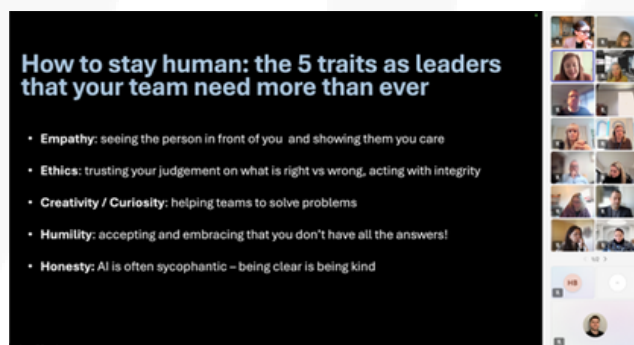 How to stay human: the 5 traits as leaders
that your team need more than ever
• Empathy: seeing the person in front of you and showing them you care
• Ethics: trusting your judgement on what is right vs wrong, acting with integrity
• Creativity / Curiosity: helping teams to solve problems
• Humility: accepting and embracing that you don't have all the answers!
• Honesty: AI is often sycophantic – being clear is being kind
HB